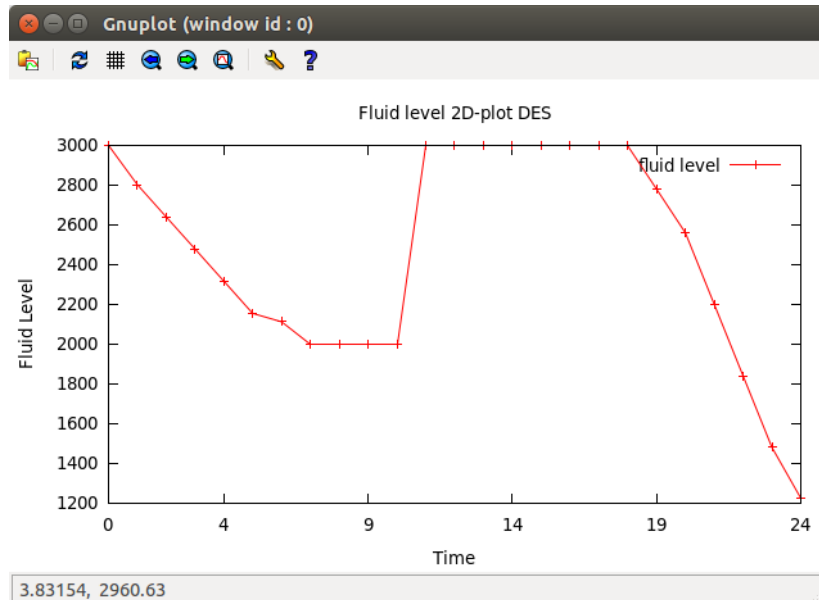 Gnuplot (window id : 0)
Fluid level 2D-plot DES
3000
2800
2600
2400
2200
2000
1800
1600
1400
1200
Fluid Level
fluid level
0 4 9 14 19 24
Time
3.83154, 2960.63